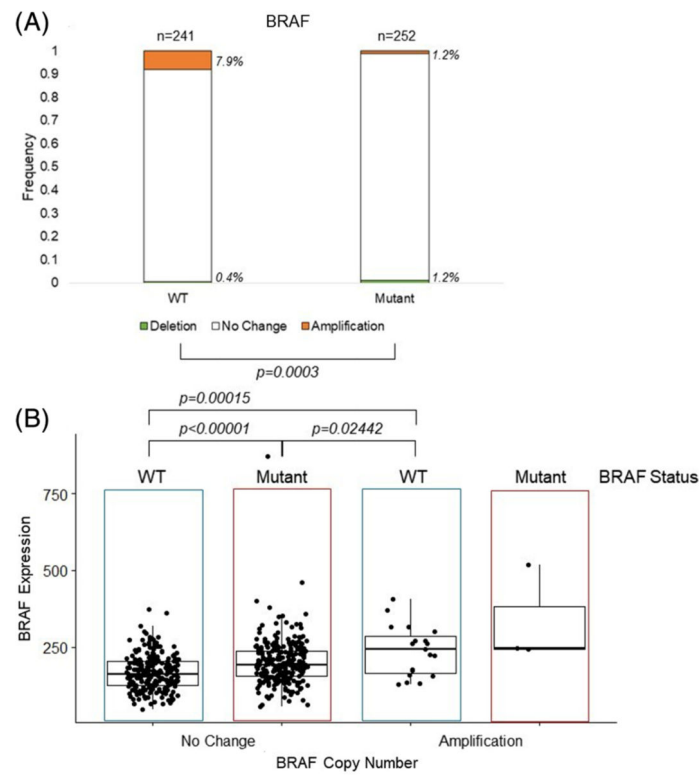 (A)
BRAF
n=241 n=252
1
0.9
0.8
0.7
0.6
0.5
0.4
0.3
0.2
0.1
0
Frequency
7.9% 1.2%
0.4% 1.2%
WT Mutant
Deletion No Change Amplification
p=0.0003
(B)
p=0.00015
p<0.00001 p=0.02442
WT Mutant WT Mutant BRAF Status
750
500
250
BRAF Expression
No Change Amplification
BRAF Copy Number